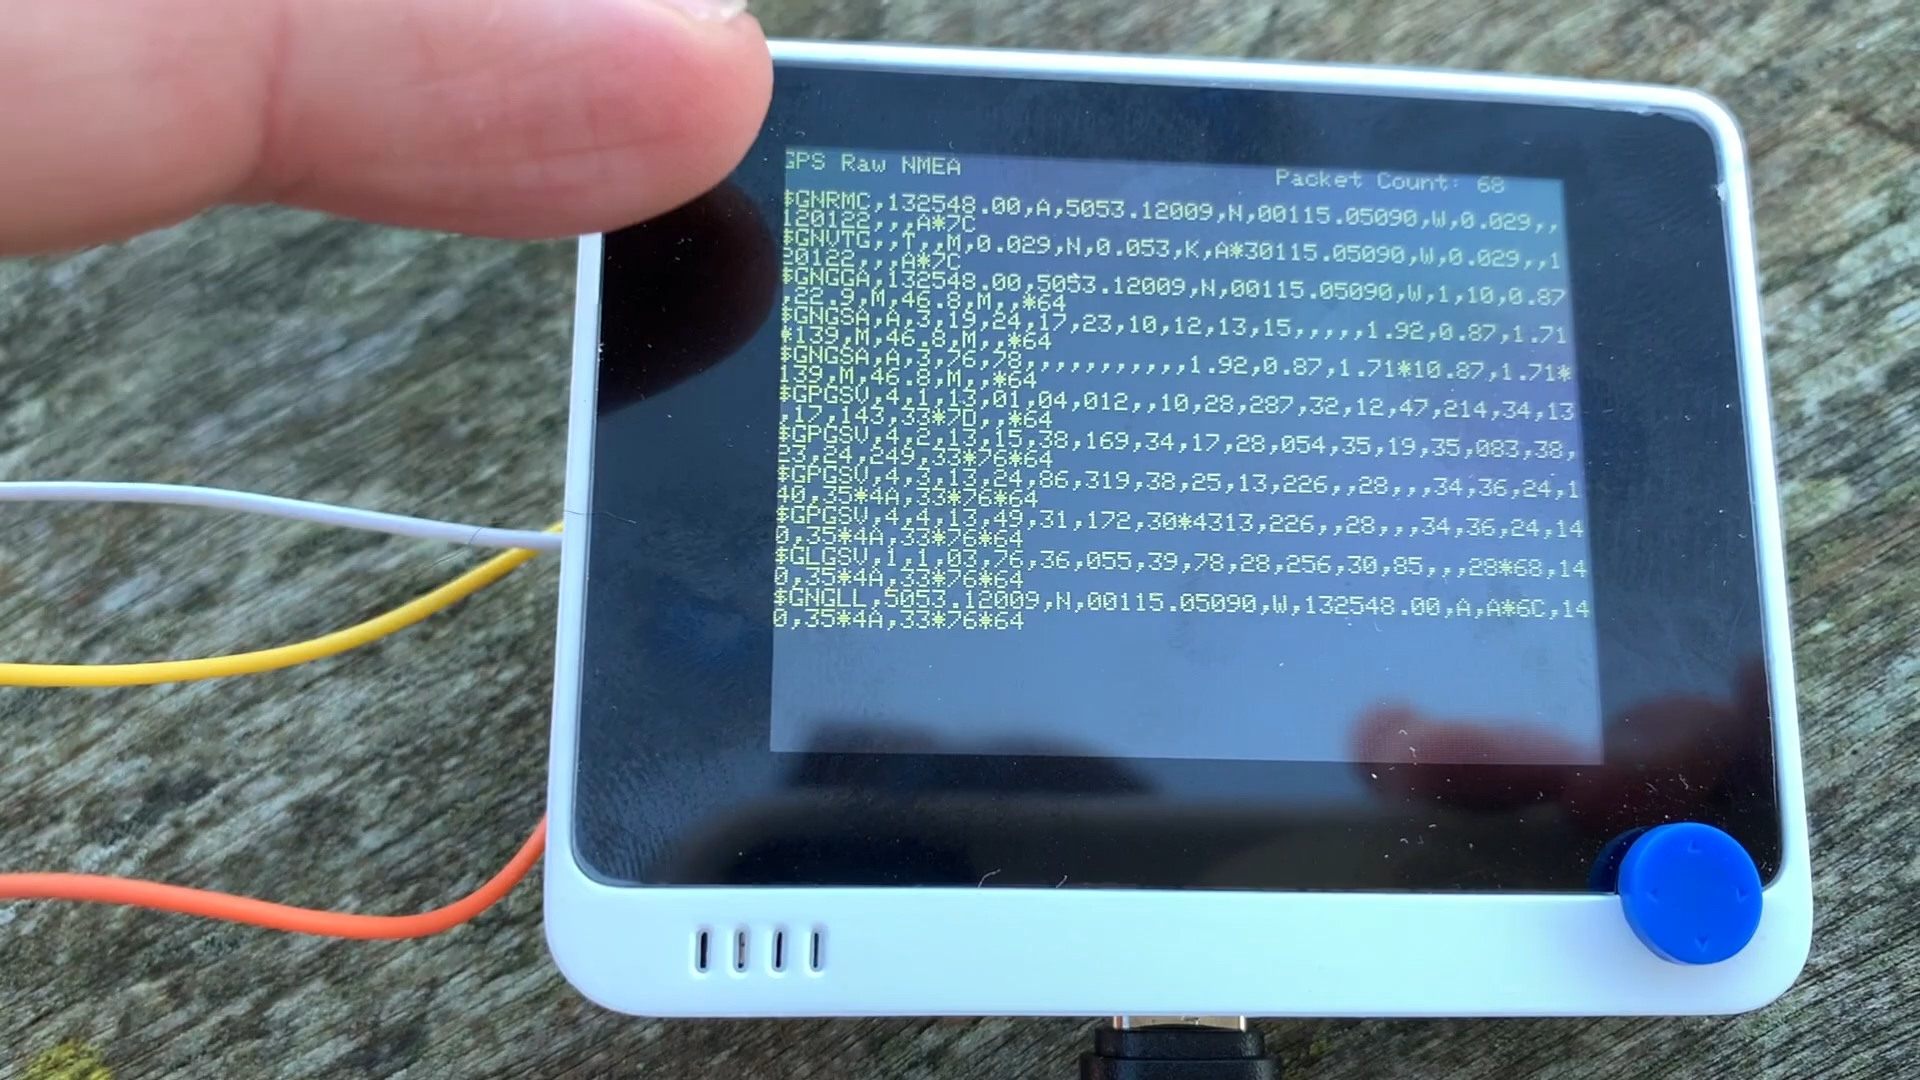 GPS Raw NMEA
Packet Count: 68
$GNRMC,132548.00,A,5053.12009,N,00115.05090,W,0.029,,
120122,,,A*7C
$GNVTG,,T,,M,0.029,N,0.053,K,A*30115.05090,W,0.029,,1
20122,,,A*7C
$GNGGA,132548.00,5053.12009,N,00115.05090,W,1,10,0.87
,22.9,M,46.8,M,,*64
$GNGSA,A,3,19,24,17,23,10,12,13,15,,,,,1.92,0.87,1.71
*139,M,46.8,M,,*64
$GNGSA,A,3,76,78,,,,,,,,,,,1.92,0.87,1.71*10.87,1.71*
139,M,46.8,M,,*64
$GPGSV,4,1,13,01,04,012,,10,28,287,32,12,47,214,34,13
,17,143,33*7D,,*64
$GPGSV,4,2,13,15,38,169,34,17,28,054,35,19,35,083,38,
23,24,249,33*76*64
$GPGSV,4,3,13,24,86,319,38,25,13,226,,28,,,34,36,24,1
40,35*4A,33*76*64
$GPGSV,4,4,13,49,31,172,30*4313,226,,28,,,34,36,24,14
0,35*4A,33*76*64
$GLGSV,1,1,03,76,36,055,39,78,28,256,30,85,,,28*68,14
0,35*4A,33*76*64
$GNGLL,5053.12009,N,00115.05090,W,132548.00,A,A*6C,14
0,35*4A,33*76*64